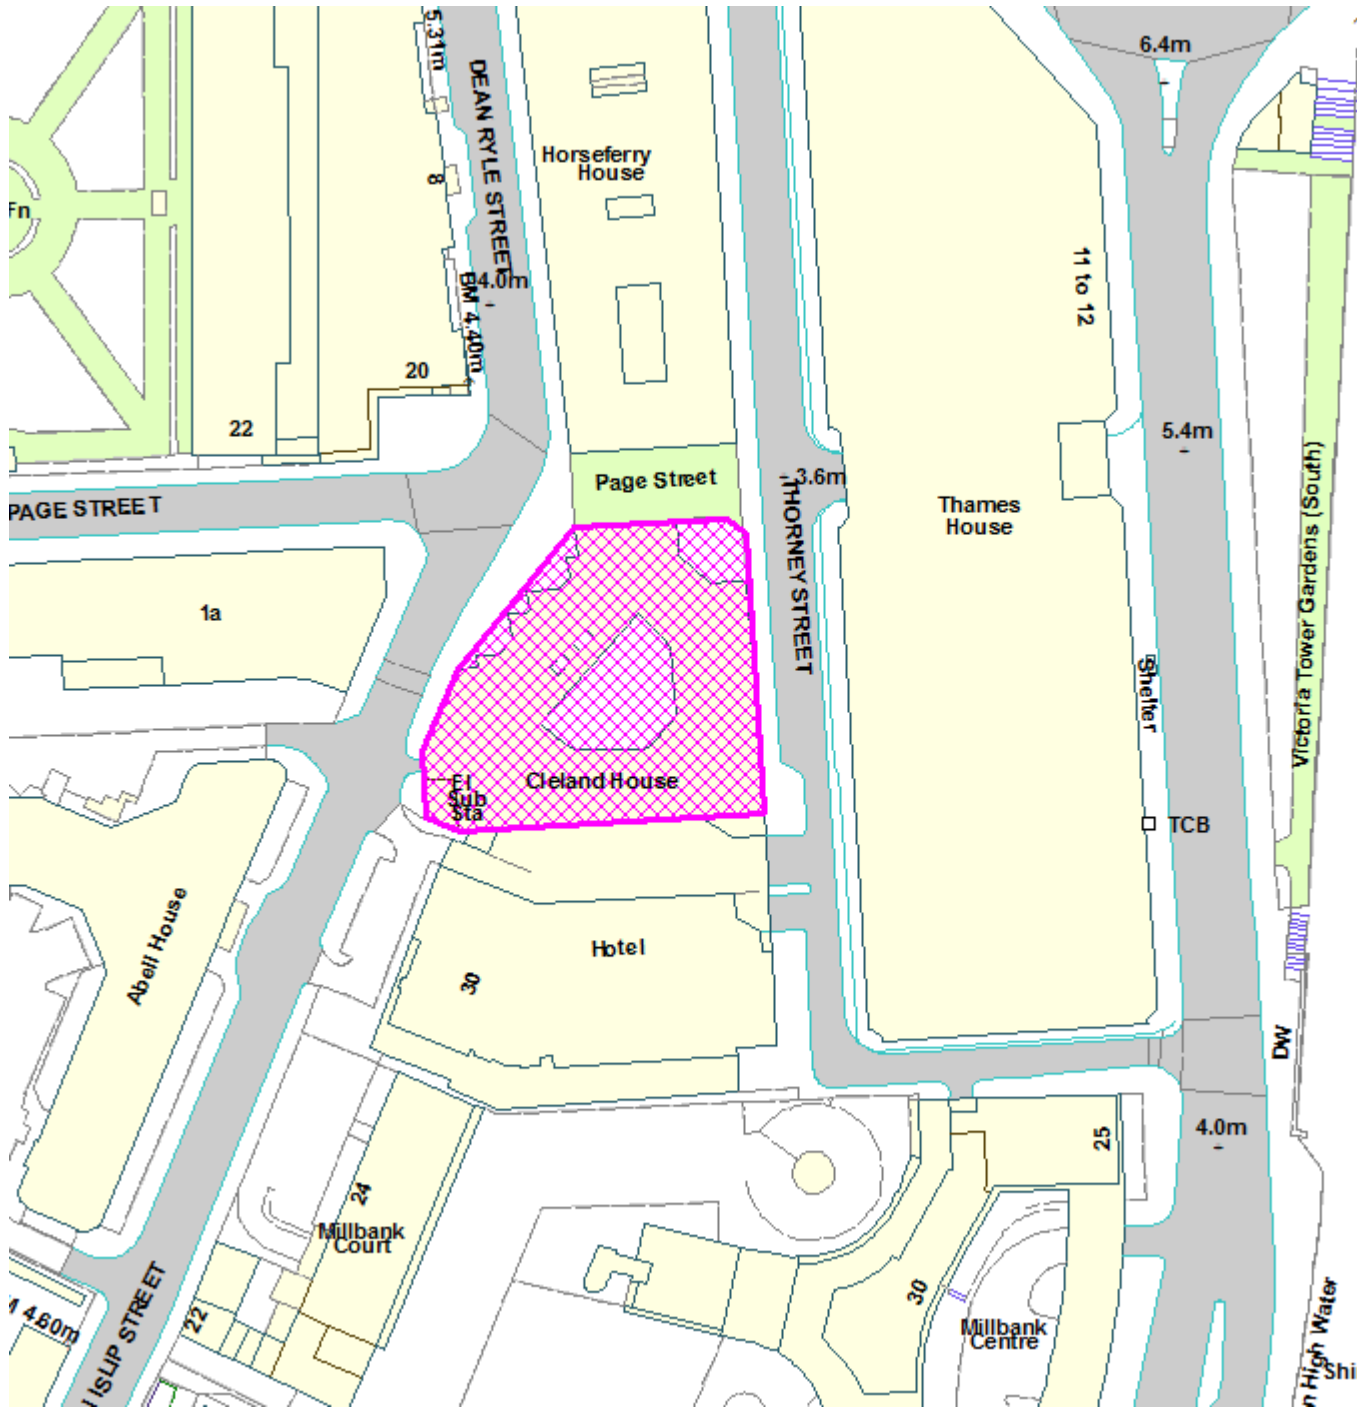 5.31m
6.4m
DEAN RYLE STREET
Horseferry
House
8
Fn
4.0m
BM 4.40m
11 to 12
20
22
5.4m
Page Street
3.6m
PAGE STREET
Thames
House
THORNEY STREET
Victoria Tower Gardens (South)
1a
Shelter
El
Sub
Sta
Cleland House
TCB
Abell House
Hotel
30
DW
4.0m
25
24
Millbank
Court
30
22
Millbank
Centre
4.60m
ISLIP STREET
High Water
Shi